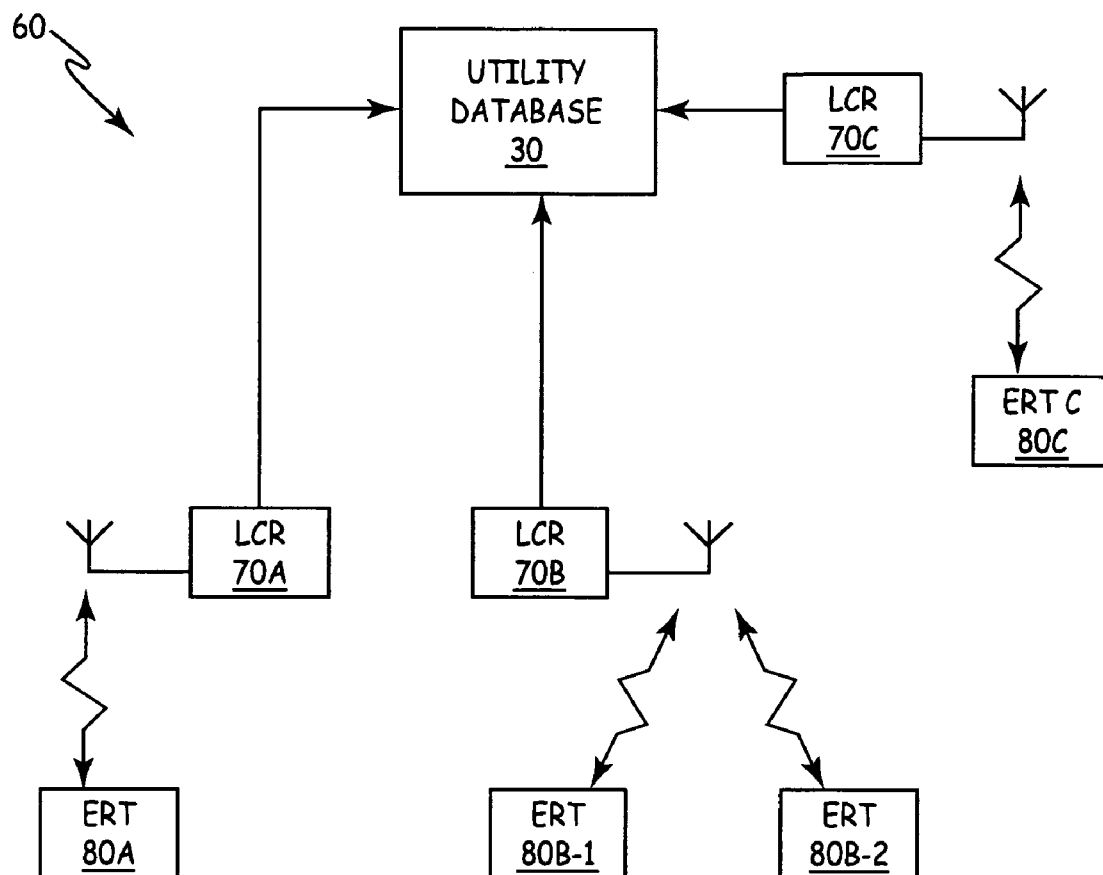 60
UTILITY
DATABASE
30
LCR
70C
ERT C
80C
LCR
70A
LCR
70B
ERT
80A
ERT
80B-1
ERT
80B-2